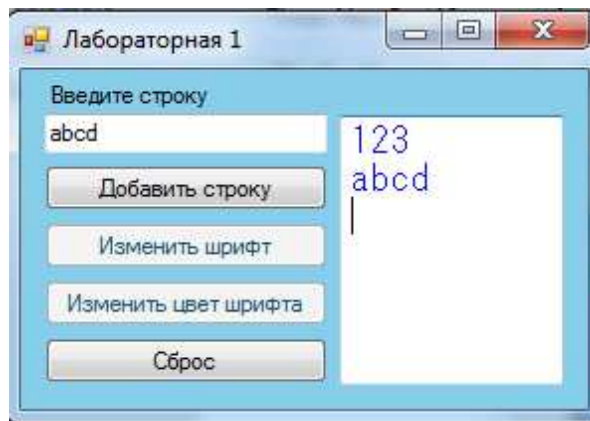 Лабораторная 1
Введите строку
abcd
Добавить строку
Изменить шрифт
Изменить цвет шрифта
Сброс
123
abcd